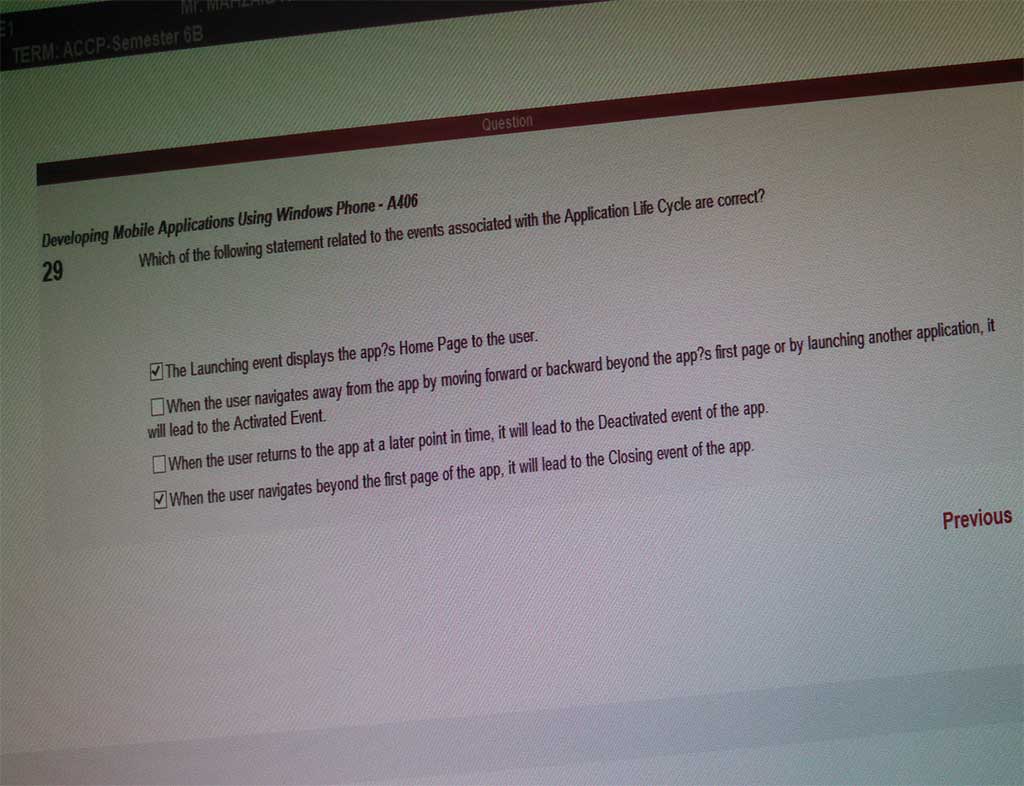 Mr.
TERM: ACCP-Semester 6B
Question
Developing Mobile Applications Using Windows Phone - A406
29
Which of the following statement related to the events associated with the Application Life Cycle are correct?
The Launching event displays the app?s Home Page to the user.
When the user navigates away from the app by moving forward or backward beyond the app?s first page or by launching another application, it
will lead to the Activated Event.
When the user returns to the app at a later point in time, it will lead to the Deactivated event of the app.
When the user navigates beyond the first page of the app, it will lead to the Closing event of the app.
Previous